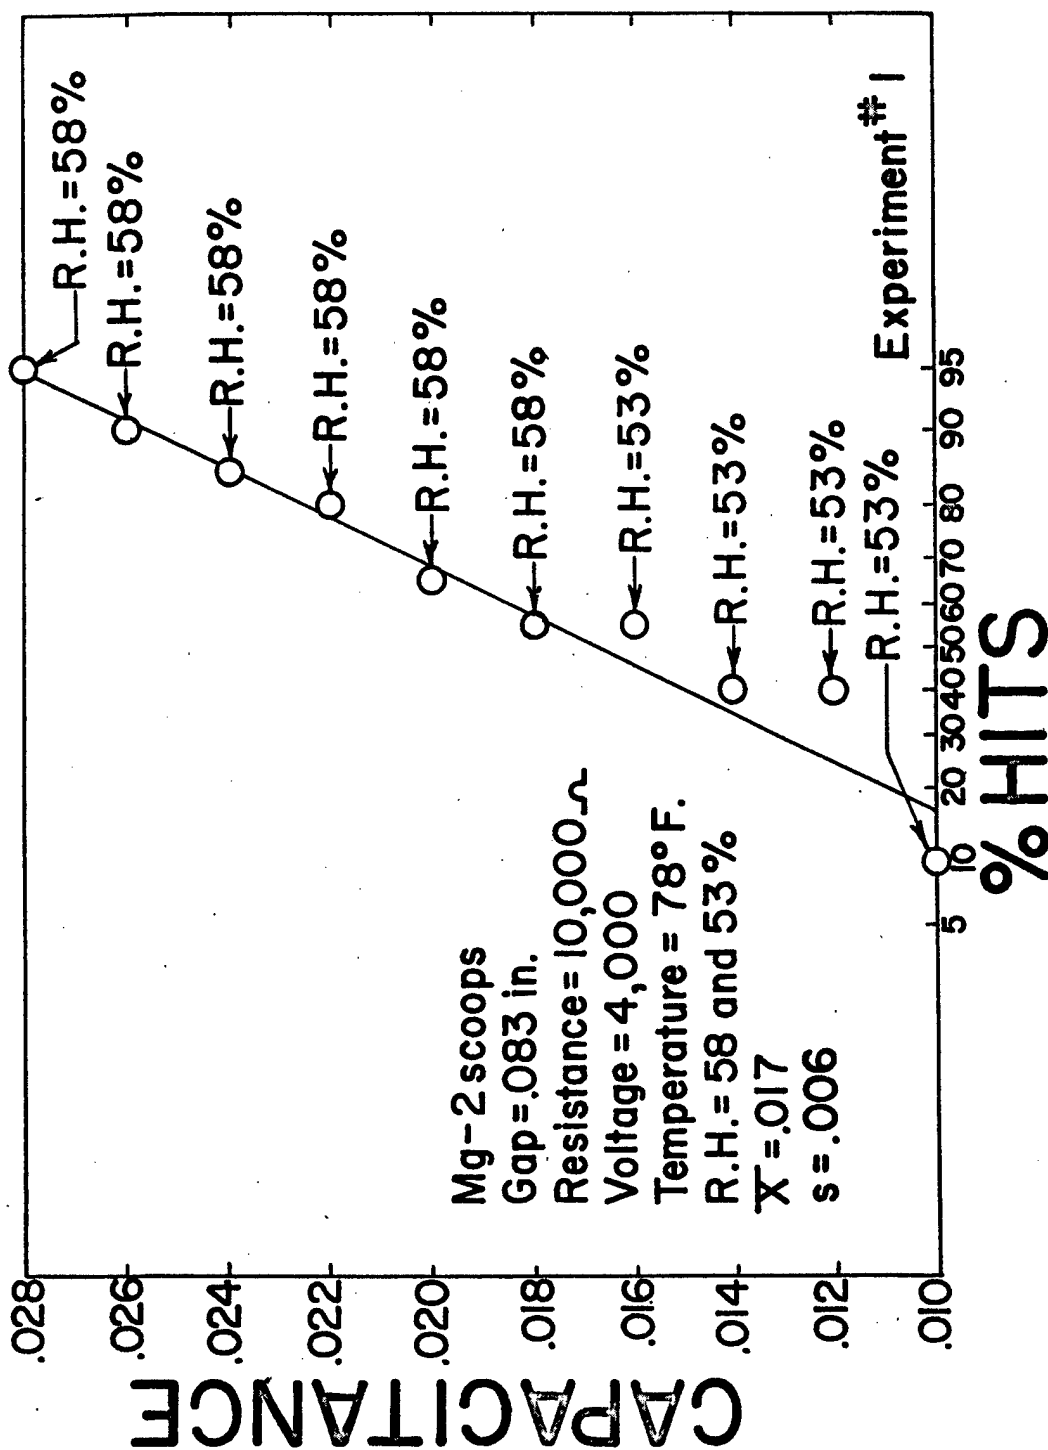 CAPACITANCE
.028
.026
.024
.022
.020
.018
.016
.014
.012
.010
R.H.=58%
R.H.=58%
R.H.=58%
R.H.=58%
R.H.=58%
R.H.=58%
R.H.=53%
R.H.=53%
R.H.=53%
R.H.=53%
Mg-2 scoops
Gap=.083 in.
Resistance=10,000Ω
Voltage=4,000
Temperature = 78°F.
R.H.= 58 and 53%
X̅=.017
s=.006
Experiment #1
5 10 20 30 40 50 60 70 80 90 95
% HITS